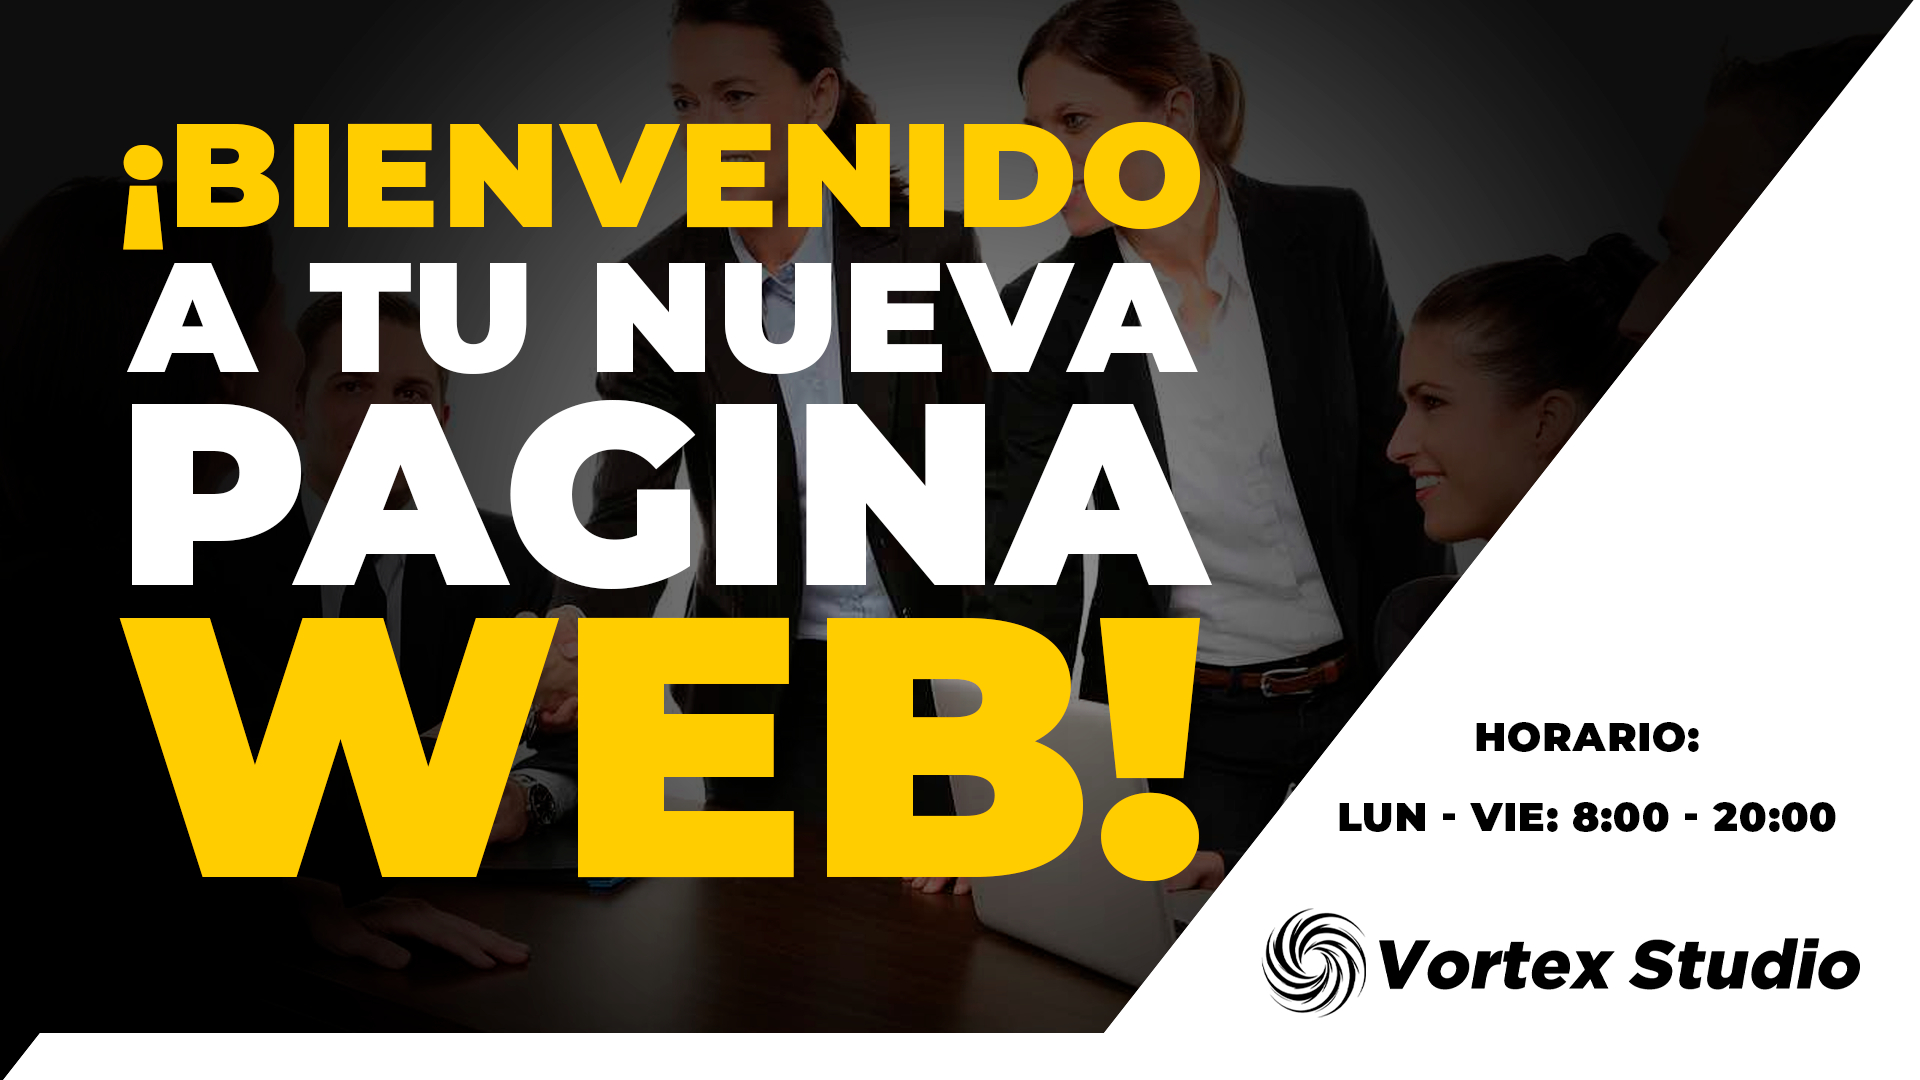 ¡BIENVENIDO
A TU NUEVA
PAGINA
WEB!
HORARIO:
LUN - VIE: 8:00 - 20:00
Vortex Studio